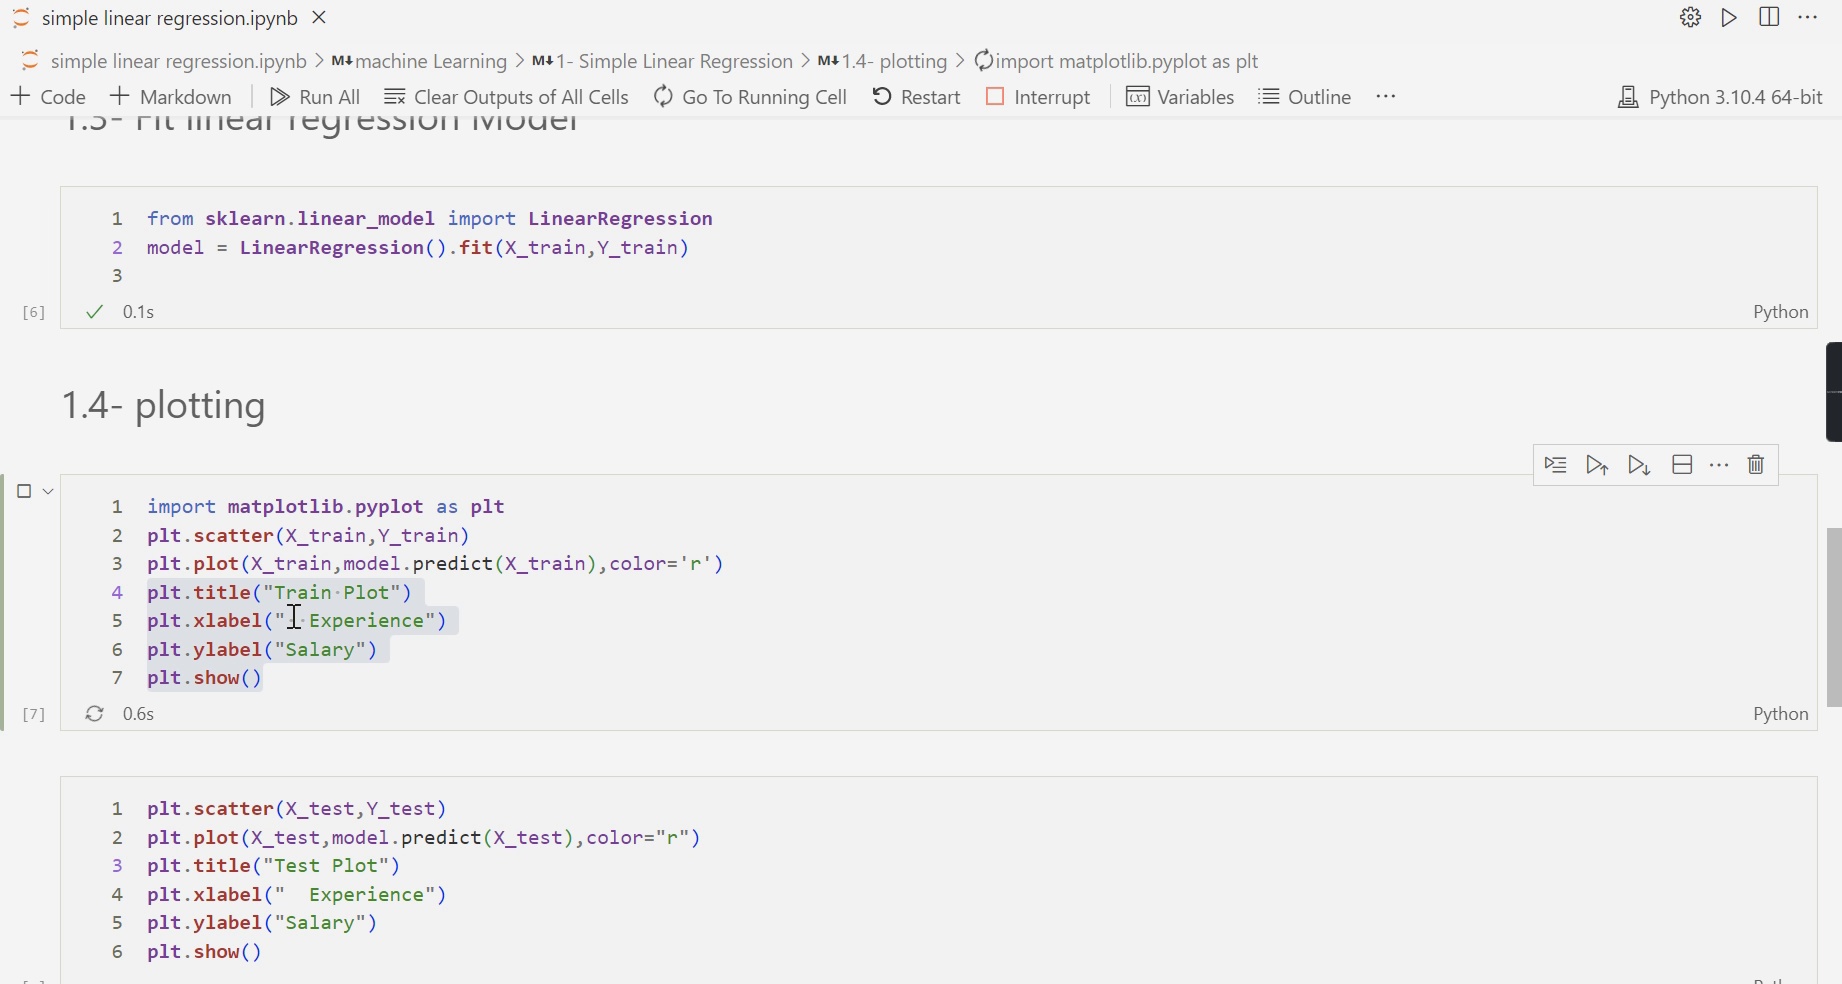 simple linear regression.ipynb
simple linear regression.ipynb > M↓machine Learning > M↓1- Simple Linear Regression > M↓1.4- plotting > import matplotlib.pyplot as plt
+ Code + Markdown Run All Clear Outputs of All Cells Go To Running Cell Restart Interrupt Variables Outline ... Python 3.10.4 64-bit
1.3- Fit linear regression Model
1 from sklearn.linear_model import LinearRegression
2 model = LinearRegression().fit(X_train,Y_train)
3
[6] ✓ 0.1s Python
1.4- plotting
1 import matplotlib.pyplot as plt
2 plt.scatter(X_train,Y_train)
3 plt.plot(X_train,model.predict(X_train),color='r')
4 plt.title("Train·Plot")
5 plt.xlabel("  Experience")
6 plt.ylabel("Salary")
7 plt.show()
[7] 0.6s Python
1 plt.scatter(X_test,Y_test)
2 plt.plot(X_test,model.predict(X_test),color="r")
3 plt.title("Test Plot")
4 plt.xlabel("  Experience")
5 plt.ylabel("Salary")
6 plt.show()